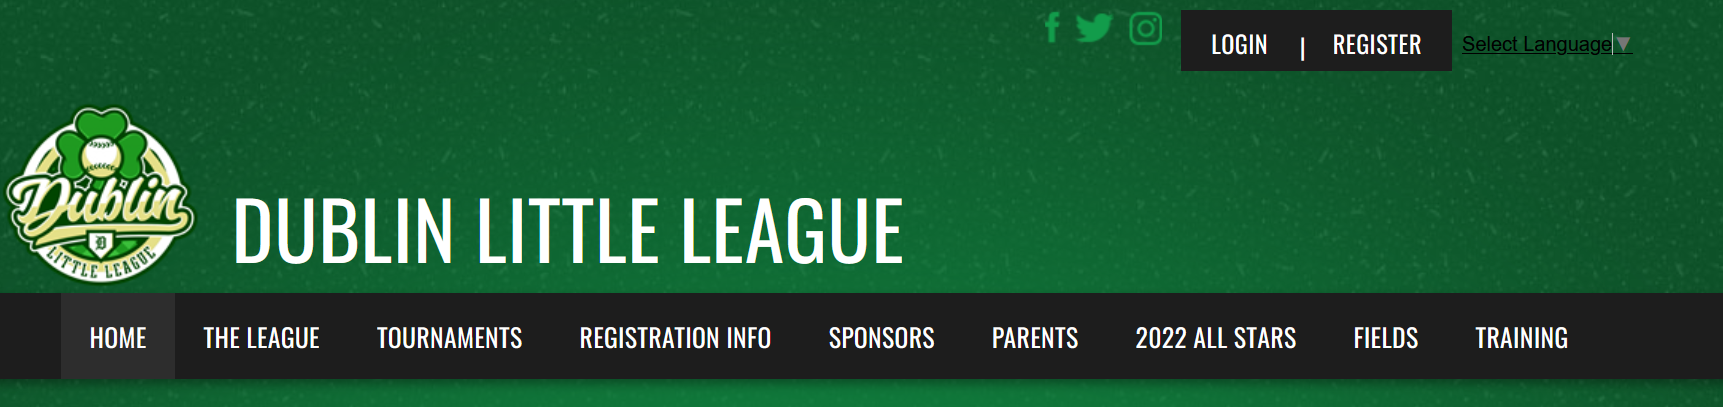 LOGIN | REGISTER Select Language▼
Dublin
D
LITTLE LEAGUE
DUBLIN LITTLE LEAGUE
HOME THE LEAGUE TOURNAMENTS REGISTRATION INFO SPONSORS PARENTS 2022 ALL STARS FIELDS TRAINING